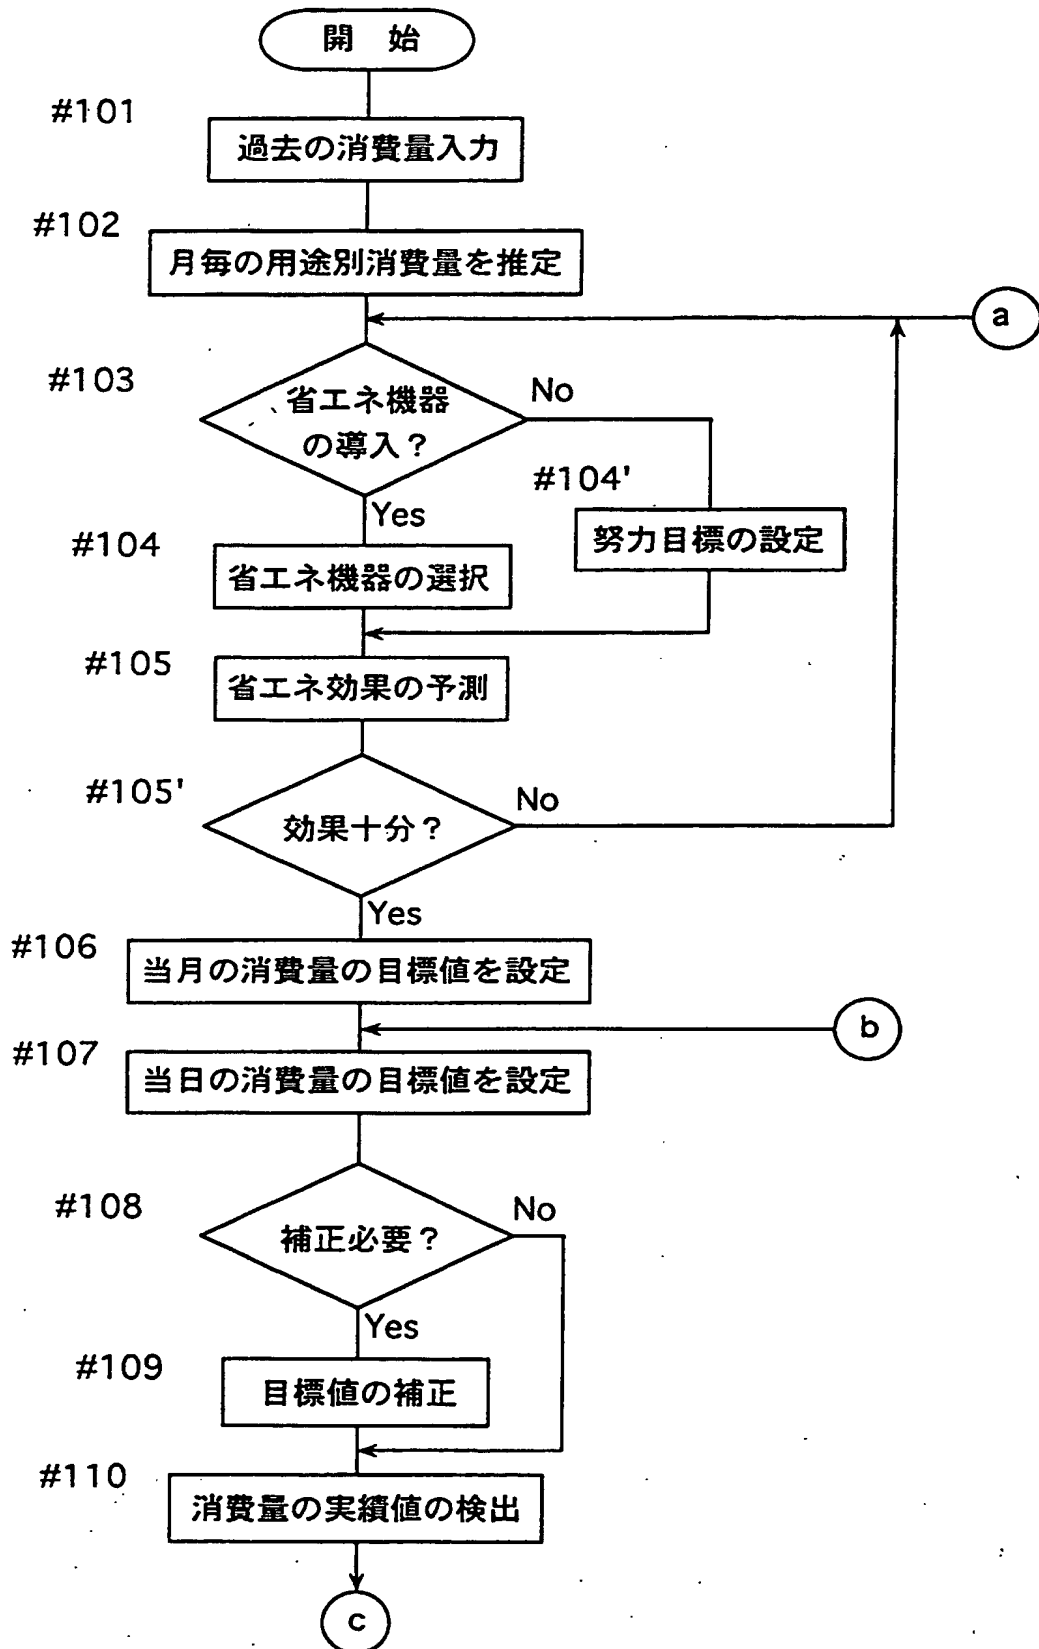 開 始
#101
過去の消費量入力
#102
月毎の用途別消費量を推定
a
#103
省エネ機器
の導入？
No
#104'
Yes
努力目標の設定
#104
省エネ機器の選択
#105
省エネ効果の予測
#105'
No
効果十分？
Yes
#106
当月の消費量の目標値を設定
b
#107
当日の消費量の目標値を設定
#108
No
補正必要？
Yes
#109
目標値の補正
#110
消費量の実績値の検出
c